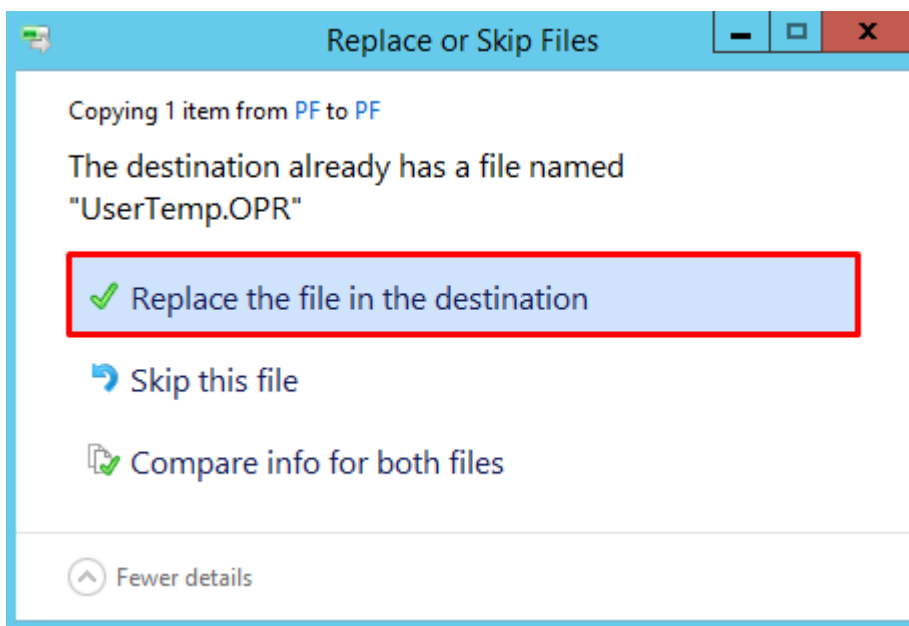 Replace or Skip Files
Copying 1 item from PF to PF
The destination already has a file named
"UserTemp.OPR"
Replace the file in the destination
Skip this file
Compare info for both files
Fewer details